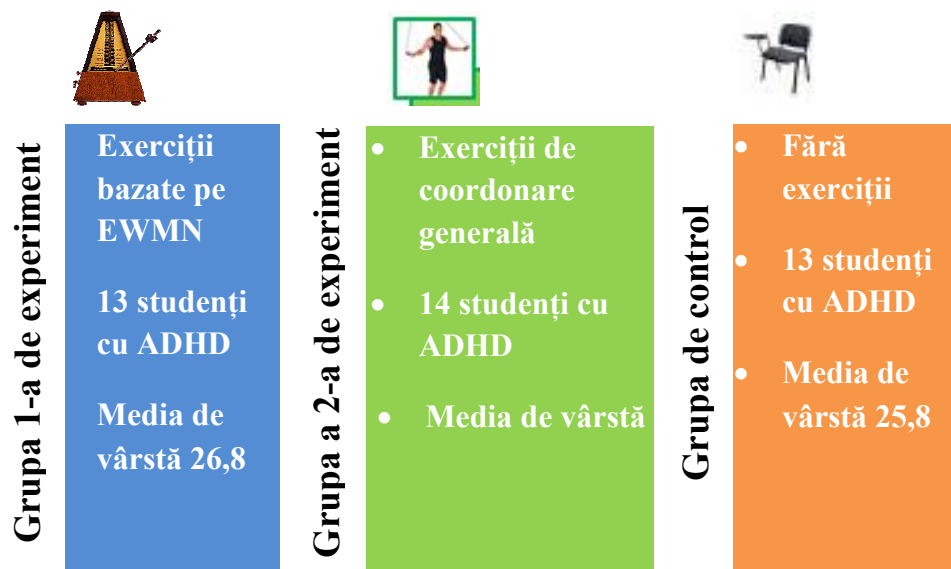 Grupa 1-a de experiment
Exerciții
bazate pe
EWMN
13 studenți
cu ADHD
Media de
vârstă 26,8
Grupa a 2-a de experiment
• Exerciții de
coordonare
generală
• 14 studenți cu
ADHD
• Media de vârstă
Grupa de control
• Fără
exerciții
• 13 studenți
cu ADHD
• Media de
vârstă 25,8